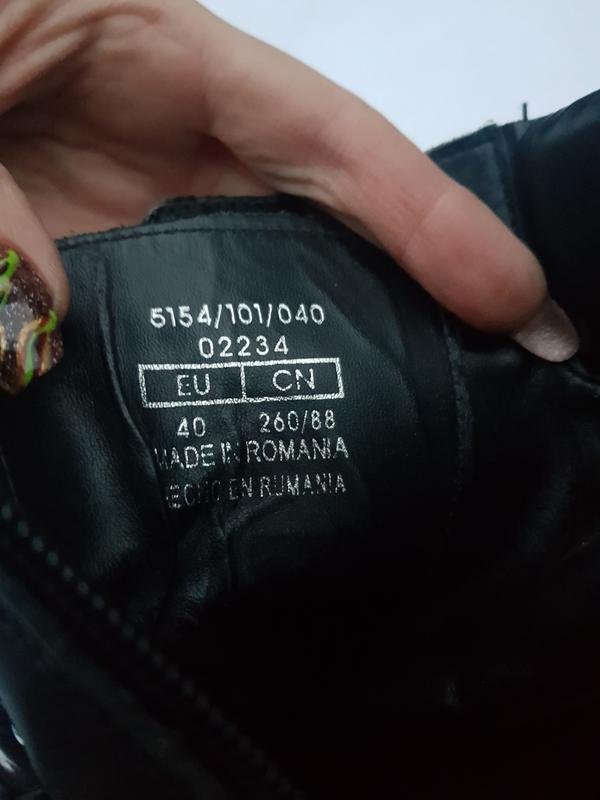 5154/101/040
02234
EU CN
40 260/88
MADE IN ROMANIA
HECHO EN RUMANIA